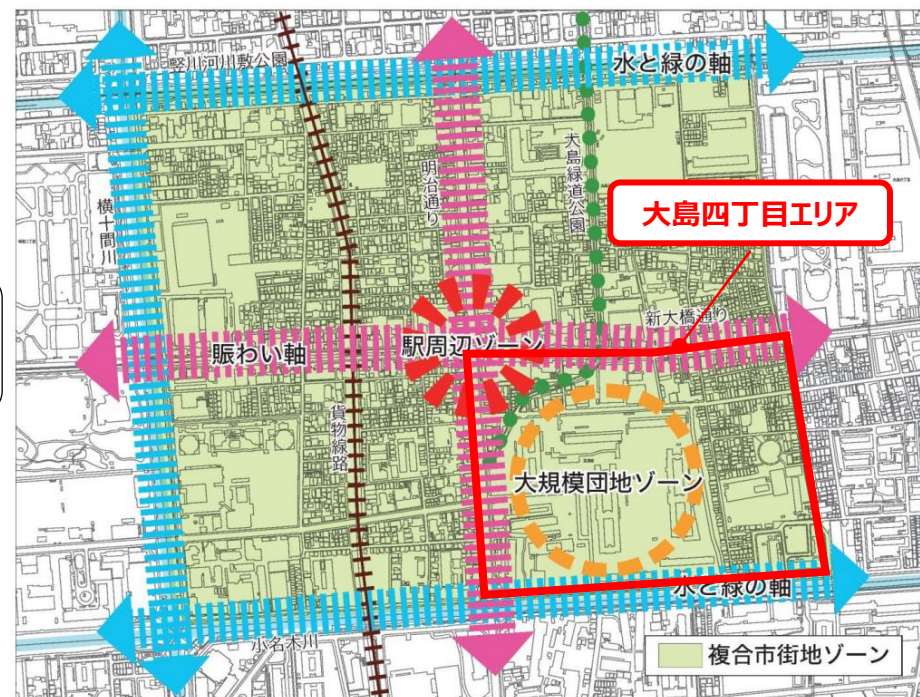 竪川河川敷公園
水と緑の軸
大島緑道公園
明治通り
横十間川
大島四丁目エリア
新大橋通り
賑わい軸
駅周辺ゾーン
貨物線路
大規模団地ゾーン
水と緑の軸
小名木川
複合市街地ゾーン